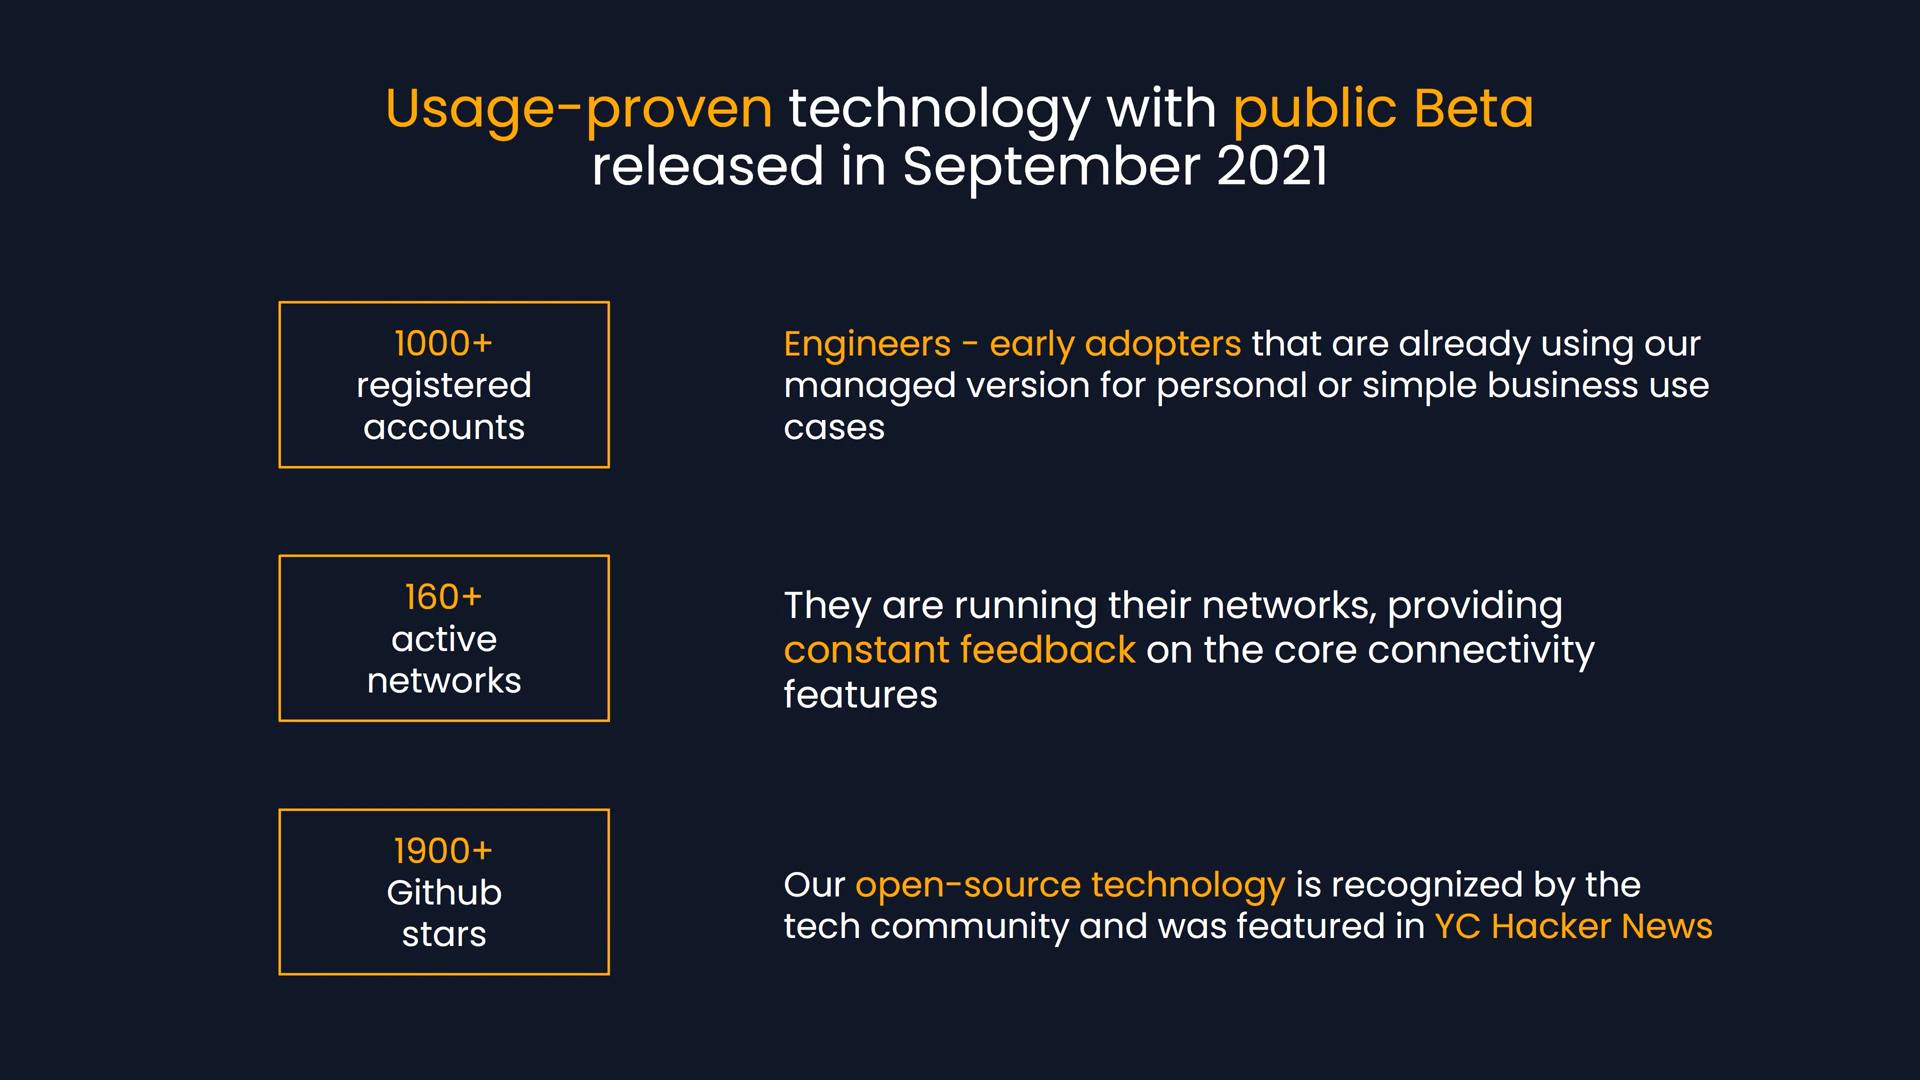 Usage-proven technology with public Beta
released in September 2021
1000+
registered
accounts
Engineers - early adopters that are already using our
managed version for personal or simple business use
cases
160+
active
networks
They are running their networks, providing
constant feedback on the core connectivity
features
1900+
Github
stars
Our open-source technology is recognized by the
tech community and was featured in YC Hacker News